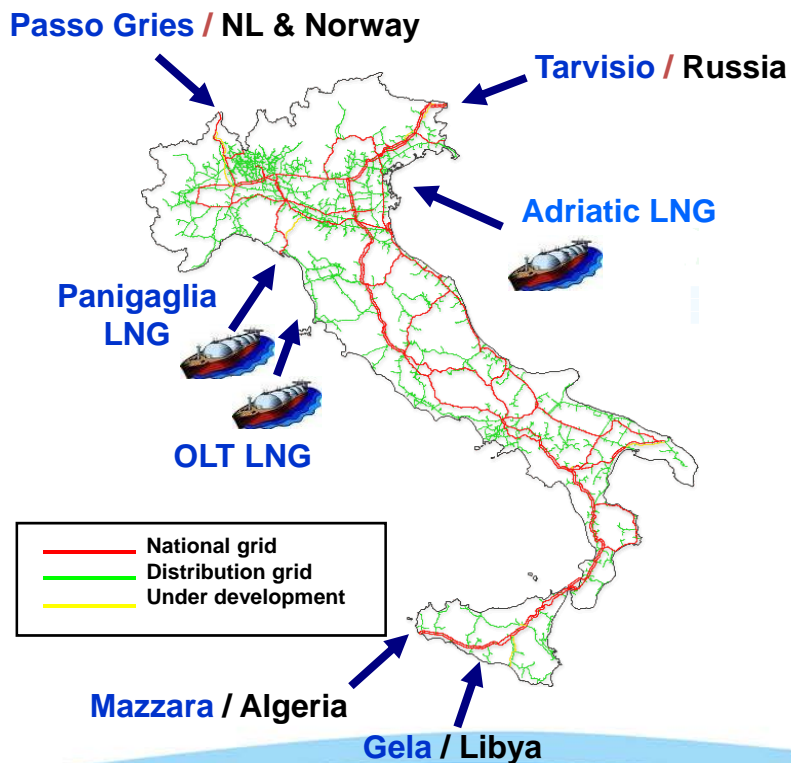 Passo Gries / NL & Norway
Tarvisio / Russia
Adriatic LNG
Panigaglia
LNG
OLT LNG
National grid
Distribution grid
Under development
Mazzara / Algeria
Gela / Libya